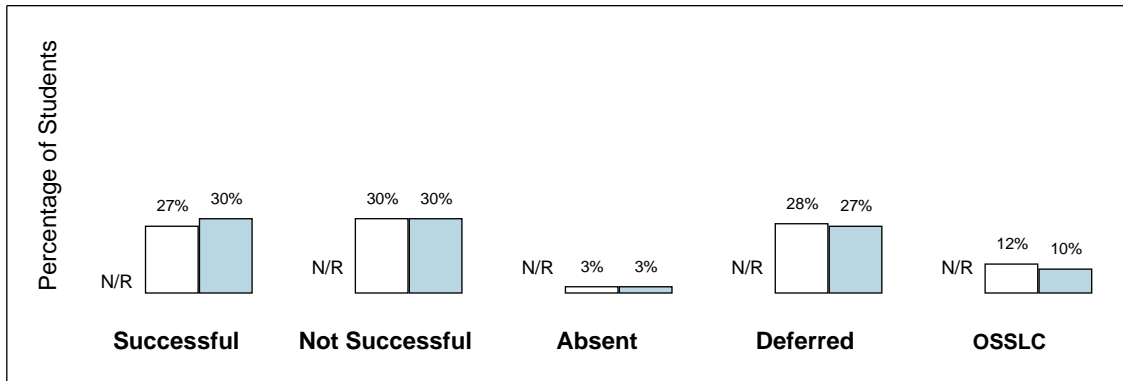 Percentage of Students
N/R 27% 30%
N/R 30% 30%
N/R 3% 3%
N/R 28% 27%
N/R 12% 10%
Successful
Not Successful
Absent
Deferred
OSSLC